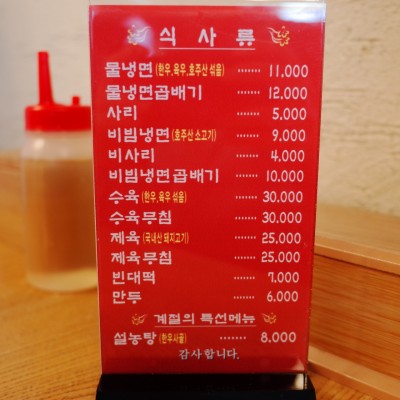 식 사 류
물냉면 (한우, 육우, 호주산 섞음) ······· 11,000
물냉면곱배기 ······· 12,000
사리 ······· 5,000
비빔냉면 (호주산 소고기) ······ 9,000
비사리 ······· 4,000
비빔냉면곱배기 ······ 10,000
수육 (한우, 육우 섞음) ······ 30,000
수육무침 ······ 30,000
제육 (국내산 돼지고기) ······ 25,000
제육무침 ······ 25,000
빈대떡 ······ 7,000
만두 ······ 6,000
계절의 특선메뉴
설농탕 (한우사골) ······· 8,000
감사합니다.